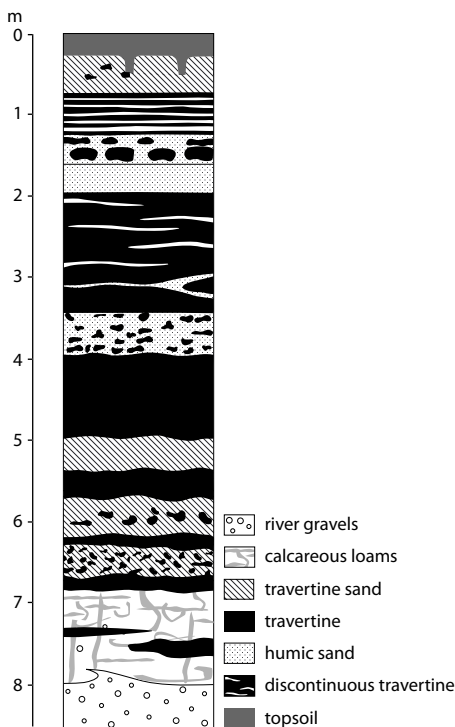 m
0
1
2
3
4
5
6
7
8
river gravels
calcareous loams
travertine sand
travertine
humic sand
discontinuous travertine
topsoil